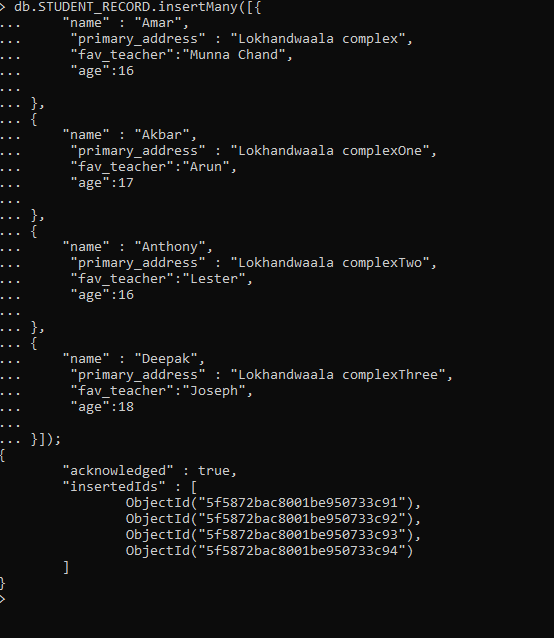 > db.STUDENT_RECORD.insertMany([{
...     "name" : "Amar",
...      "primary_address" : "Lokhandwaala complex",
...      "fav_teacher":"Munna Chand",
...      "age":16
...
... },
... {
...     "name" : "Akbar",
...      "primary_address" : "Lokhandwaala complexOne",
...      "fav_teacher":"Arun",
...      "age":17
...
... },
... {
...     "name" : "Anthony",
...      "primary_address" : "Lokhandwaala complexTwo",
...      "fav_teacher":"Lester",
...      "age":16
...
... },
... {
...     "name" : "Deepak",
...      "primary_address" : "Lokhandwaala complexThree",
...      "fav_teacher":"Joseph",
...      "age":18
...
... }]);
{
        "acknowledged" : true,
        "insertedIds" : [
                ObjectId("5f5872bac8001be950733c91"),
                ObjectId("5f5872bac8001be950733c92"),
                ObjectId("5f5872bac8001be950733c93"),
                ObjectId("5f5872bac8001be950733c94")
        ]
}
>